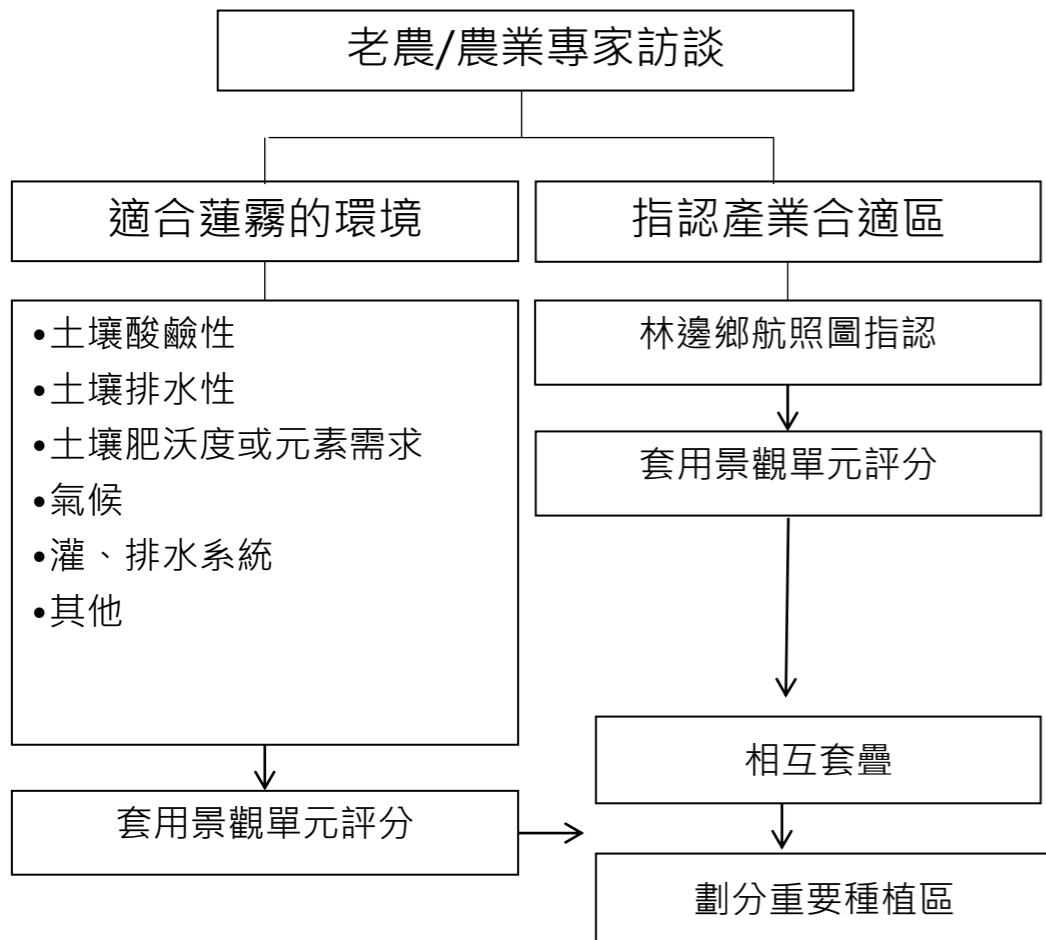 老農/農業專家訪談
適合蓮霧的環境
•土壤酸鹼性
•土壤排水性
•土壤肥沃度或元素需求
•氣候
•灌、排水系統
•其他
套用景觀單元評分
指認產業合適區
林邊鄉航照圖指認
套用景觀單元評分
相互套疊
劃分重要種植區